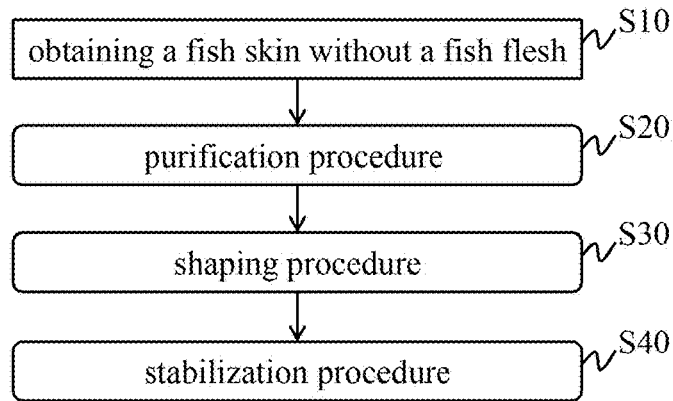 S10
obtaining a fish skin without a fish flesh
S20
purification procedure
S30
shaping procedure
S40
stabilization procedure